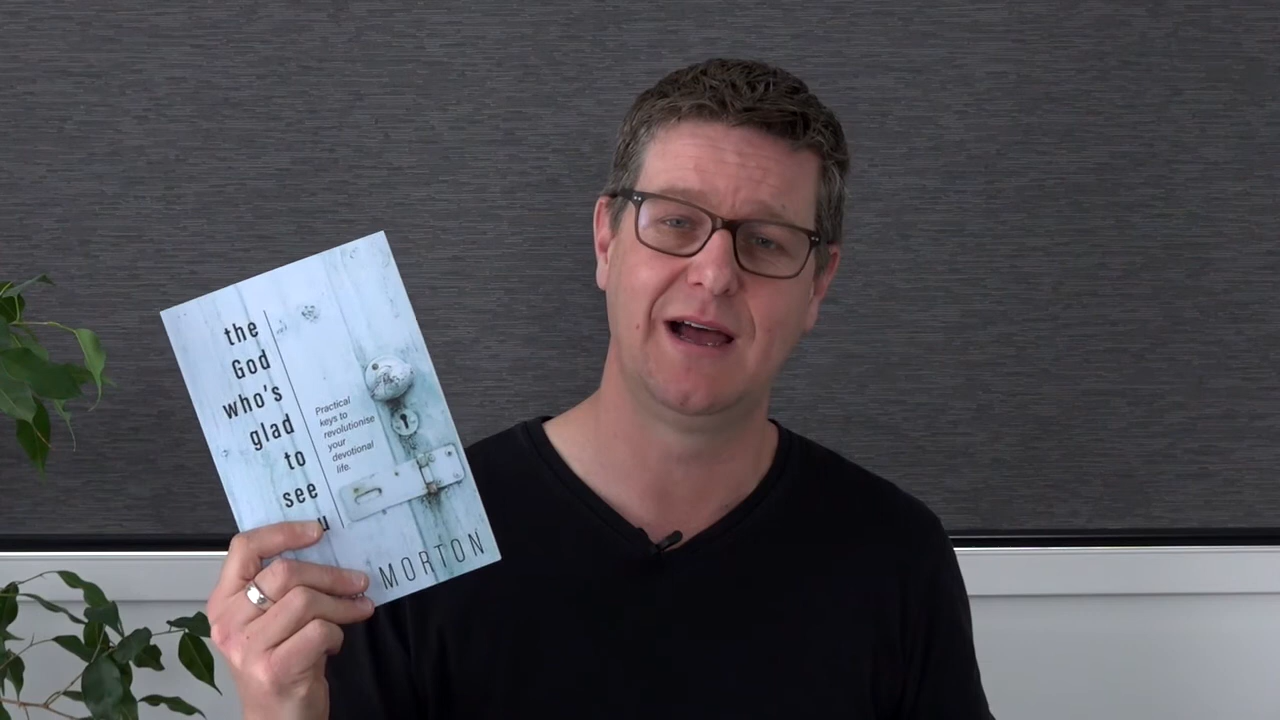 the
God
who's
glad
to
see
u
Practical
keys to
revolutionise
your
devotional
life.
MORTON